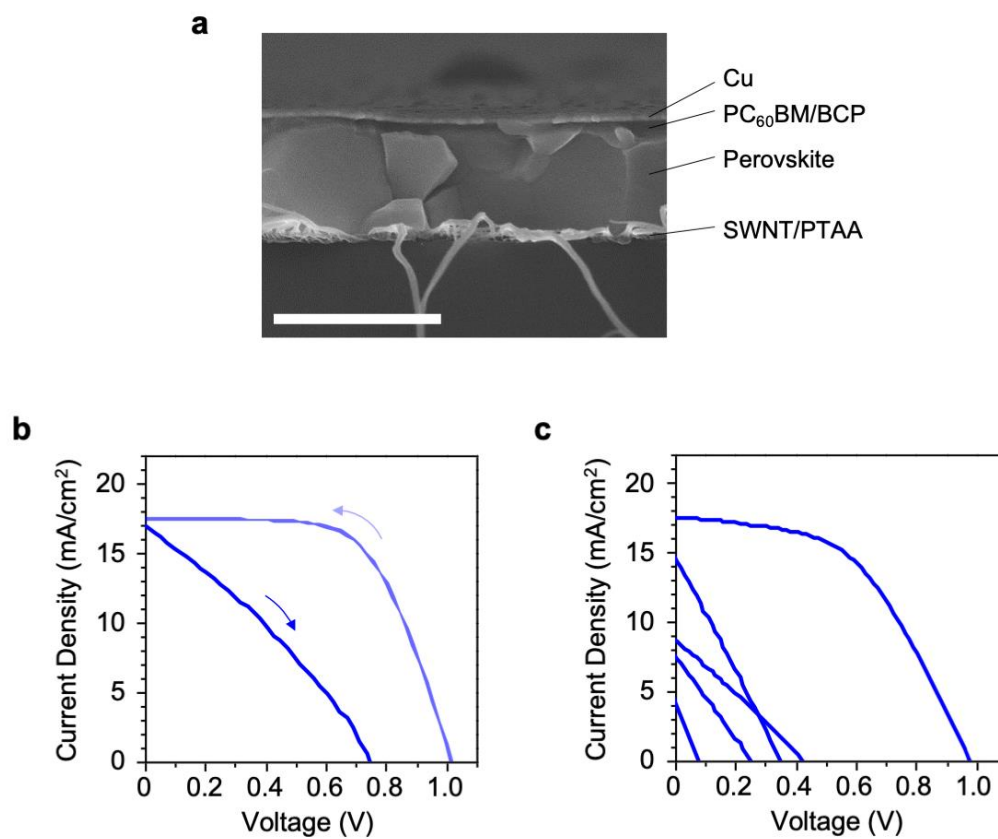 a
Cu
PC₆₀BM/BCP
Perovskite
SWNT/PTAA
b
Current Density (mA/cm²)
20
15
10
5
0
0
0.2
0.4
0.6
0.8
1.0
Voltage (V)
c
Current Density (mA/cm²)
20
15
10
5
0
0
0.2
0.4
0.6
0.8
1.0
Voltage (V)